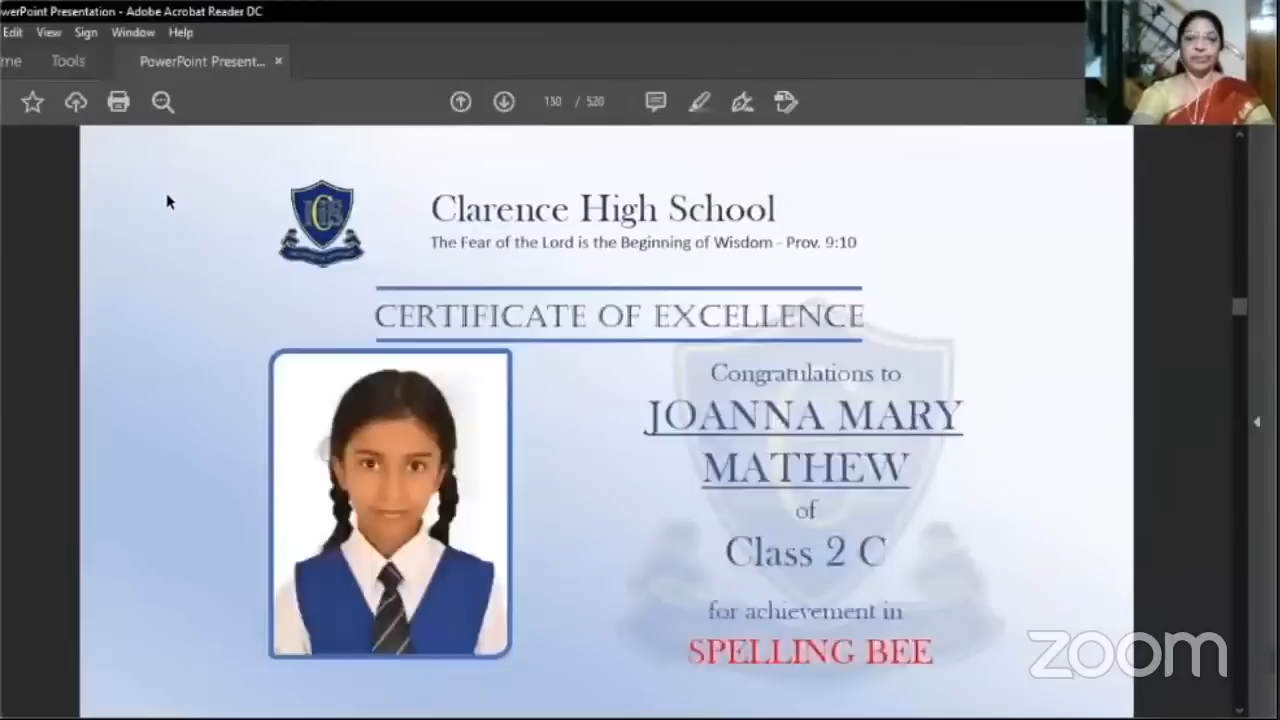 owerPoint Presentation - Adobe Acrobat Reader DC
Edit View Sign Window Help
me Tools PowerPoint Present... ×
130 / 520
Clarence High School
The Fear of the Lord is the Beginning of Wisdom - Prov. 9:10
CERTIFICATE OF EXCELLENCE
Congratulations to
JOANNA MARY
MATHEW
of
Class 2 C
for achievement in
SPELLING BEE
zoom